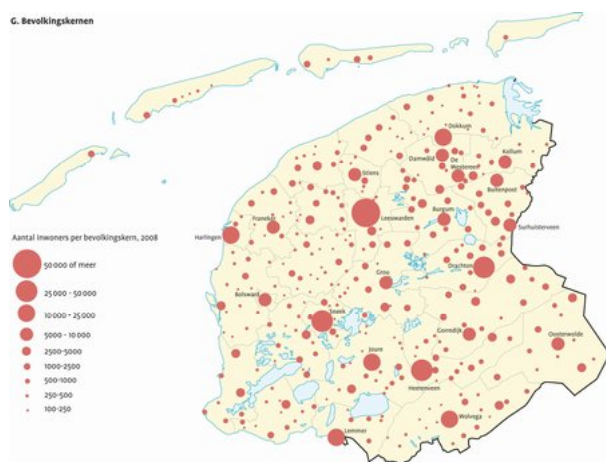 G. Bevolkingskernen
Dokkum
Damwâld
De
Westereen
Kollum
Stiens
Buitenpost
Leeuwarden
Burgum
Surhuisterveen
Franeker
Harlingen
Aantal inwoners per bevolkingskern, 2008
50 000 of meer
25 000 - 50 000
10 000 - 25 000
5000 - 10 000
2500-5000
1000-2500
500-1000
250-500
100-250
Drachten
Grou
Bolsward
Sneek
Gorredijk
Oosterwolde
Joure
Heerenveen
Wolvega
Lemmer